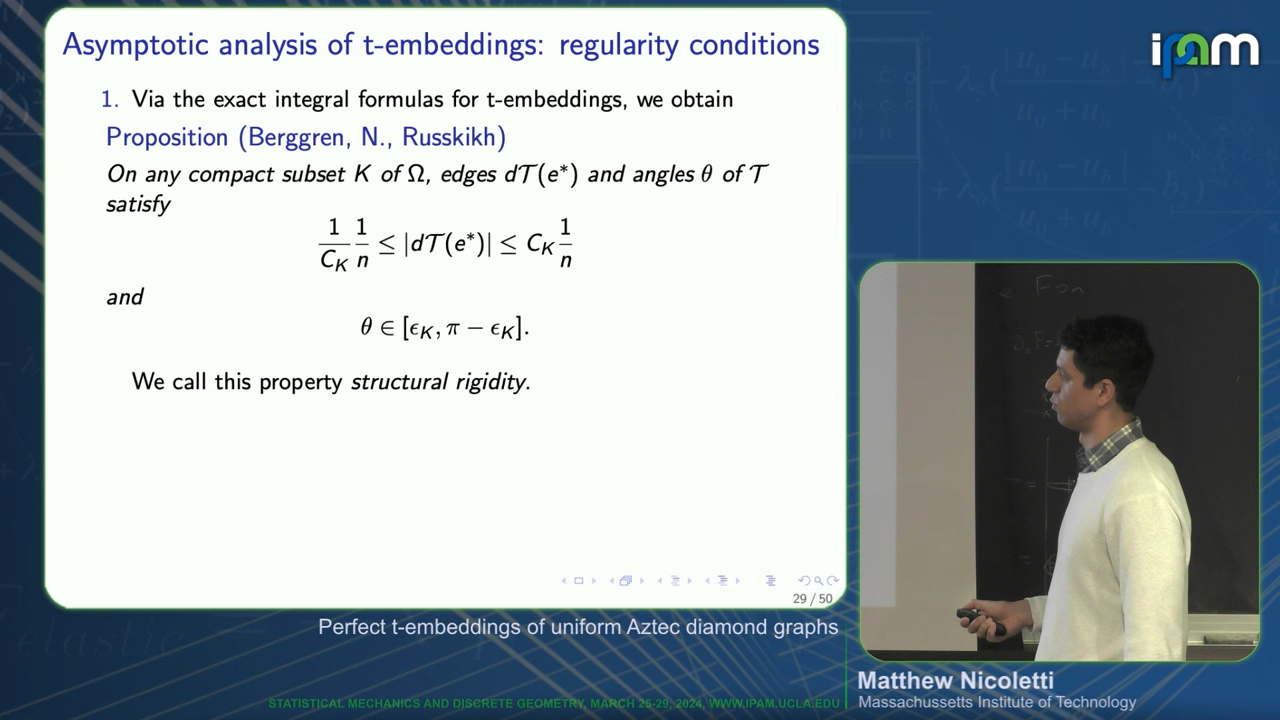 Asymptotic analysis of t-embeddings: regularity conditions
1. Via the exact integral formulas for t-embeddings, we obtain
Proposition (Berggren, N., Russkikh)
On any compact subset K of Ω, edges d𝒯(e*) and angles θ of 𝒯
satisfy
1/C_K 1/n ≤ |d𝒯(e*)| ≤ C_K 1/n
and
θ ∈ [ϵ_K, π − ϵ_K].
We call this property structural rigidity.
29 / 50
Perfect t-embeddings of uniform Aztec diamond graphs
ipam
Matthew Nicoletti
Massachussetts Institute of Technology
STATISTICAL MECHANICS AND DISCRETE GEOMETRY, MARCH 25-29, 2024, WWW.IPAM.UCLA.EDU